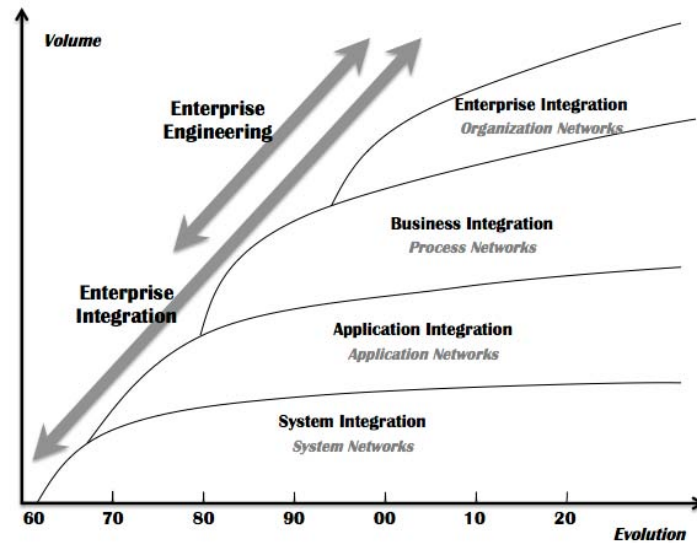 Volume
Enterprise
Engineering
Enterprise Integration
Organization Networks
Business Integration
Process Networks
Enterprise
Integration
Application Integration
Application Networks
System Integration
System Networks
60 70 80 90 00 10 20
Evolution